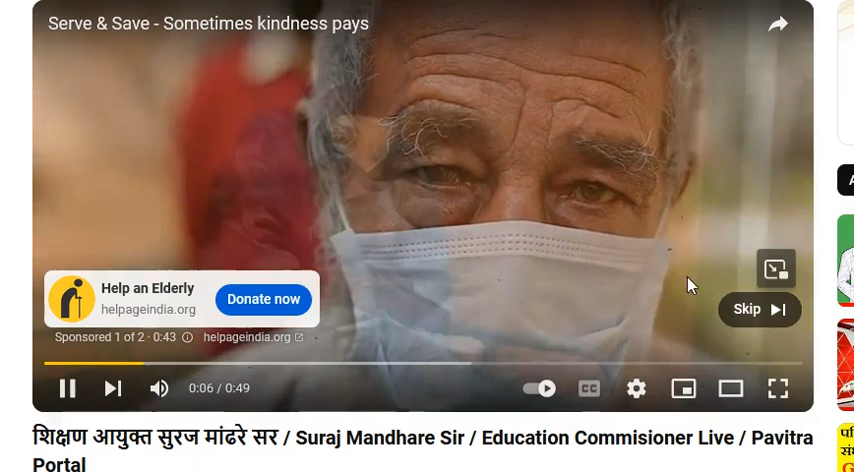 Serve & Save - Sometimes kindness pays
Help an Elderly
helpageindia.org
Donate now
Skip
Sponsored 1 of 2 · 0:43 helpageindia.org
0:06 / 0:49
CC
शिक्षण आयुक्त सुरज मांढरे सर / Suraj Mandhare Sir / Education Commisioner Live / Pavitra
Portal